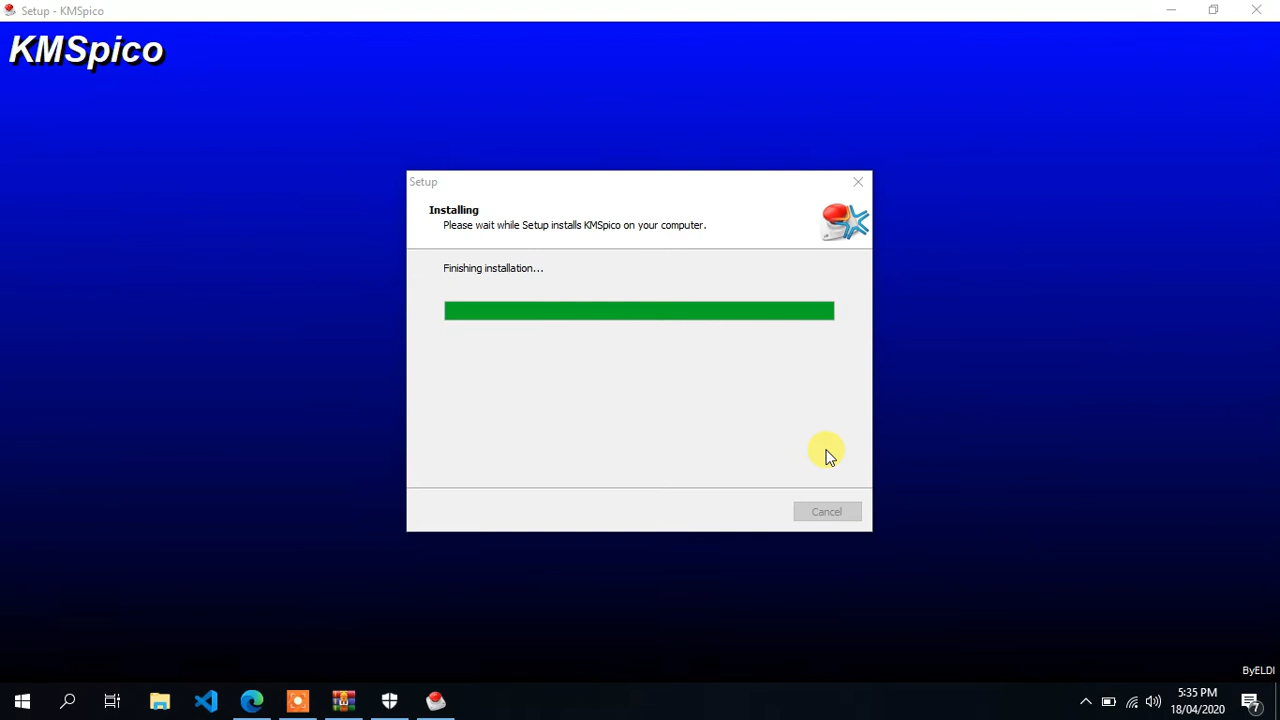 Setup - KMSpico
KMSpico
Setup
Installing
Please wait while Setup installs KMSpico on your computer.
Finishing installation...
Cancel
ByELDI
5:35 PM
18/04/2020
7